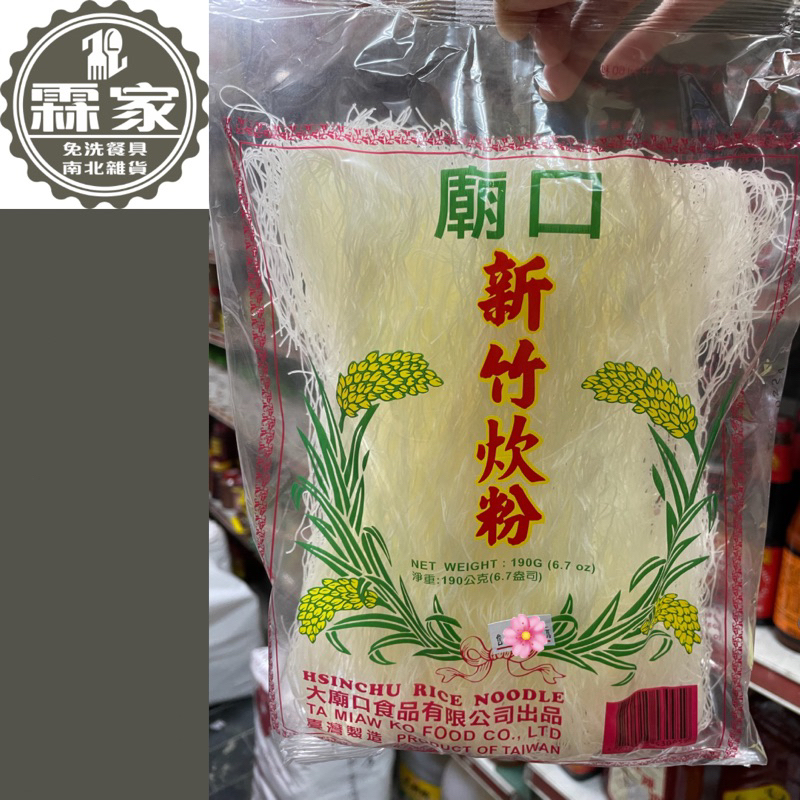 霖家
免洗餐具
南北雜貨
廟口
新竹炊粉
NET WEIGHT : 190G (6.7 oz)
淨重:190公克(6.7盎司)
HSINCHU RICE NOODLE
大廟口食品有限公司出品
TA MIAW KO FOOD CO., LTD
臺灣製造 PRODUCT OF TAIWAN